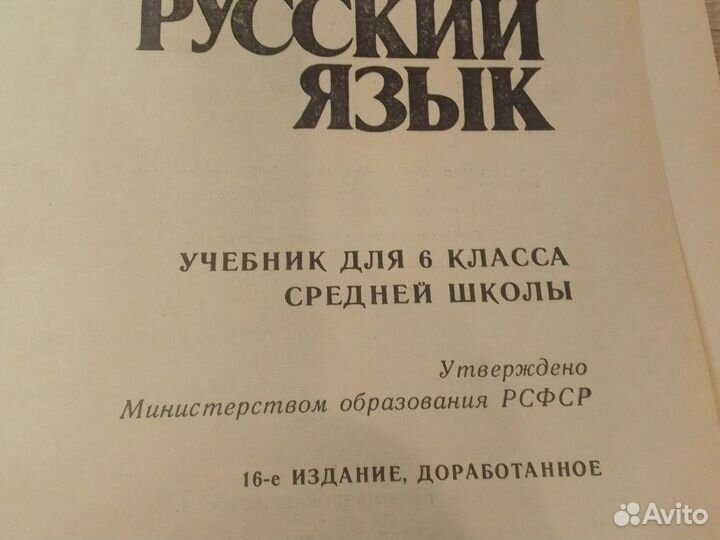 РУССКИЙ
ЯЗЫК
УЧЕБНИК ДЛЯ 6 КЛАССА
СРЕДНЕЙ ШКОЛЫ
Утверждено
Министерством образования РСФСР
16-е ИЗДАНИЕ, ДОРАБОТАННОЕ
Avito